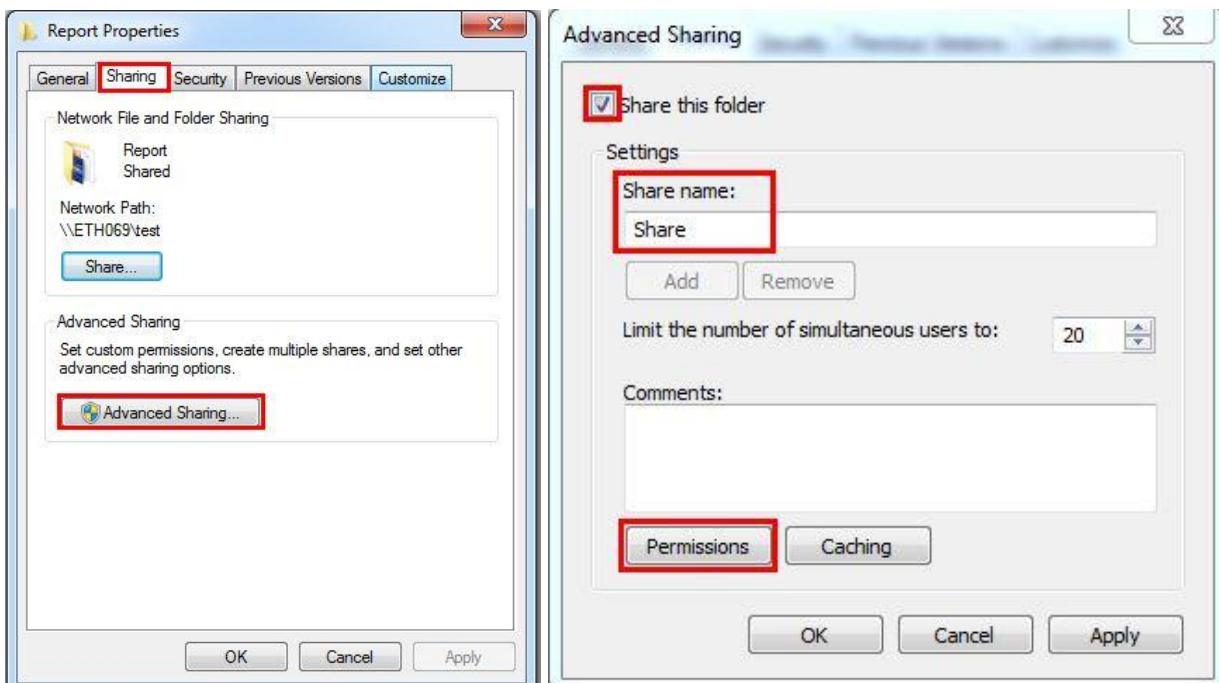 Report Properties
General Sharing Security Previous Versions Customize
Network File and Folder Sharing
Report
Shared
Network Path:
\\ETH069\test
Share...
Advanced Sharing
Set custom permissions, create multiple shares, and set other
advanced sharing options.
Advanced Sharing...
OK Cancel Apply
Advanced Sharing
Share this folder
Settings
Share name:
Share
Add Remove
Limit the number of simultaneous users to: 20
Comments:
Permissions Caching
OK Cancel Apply